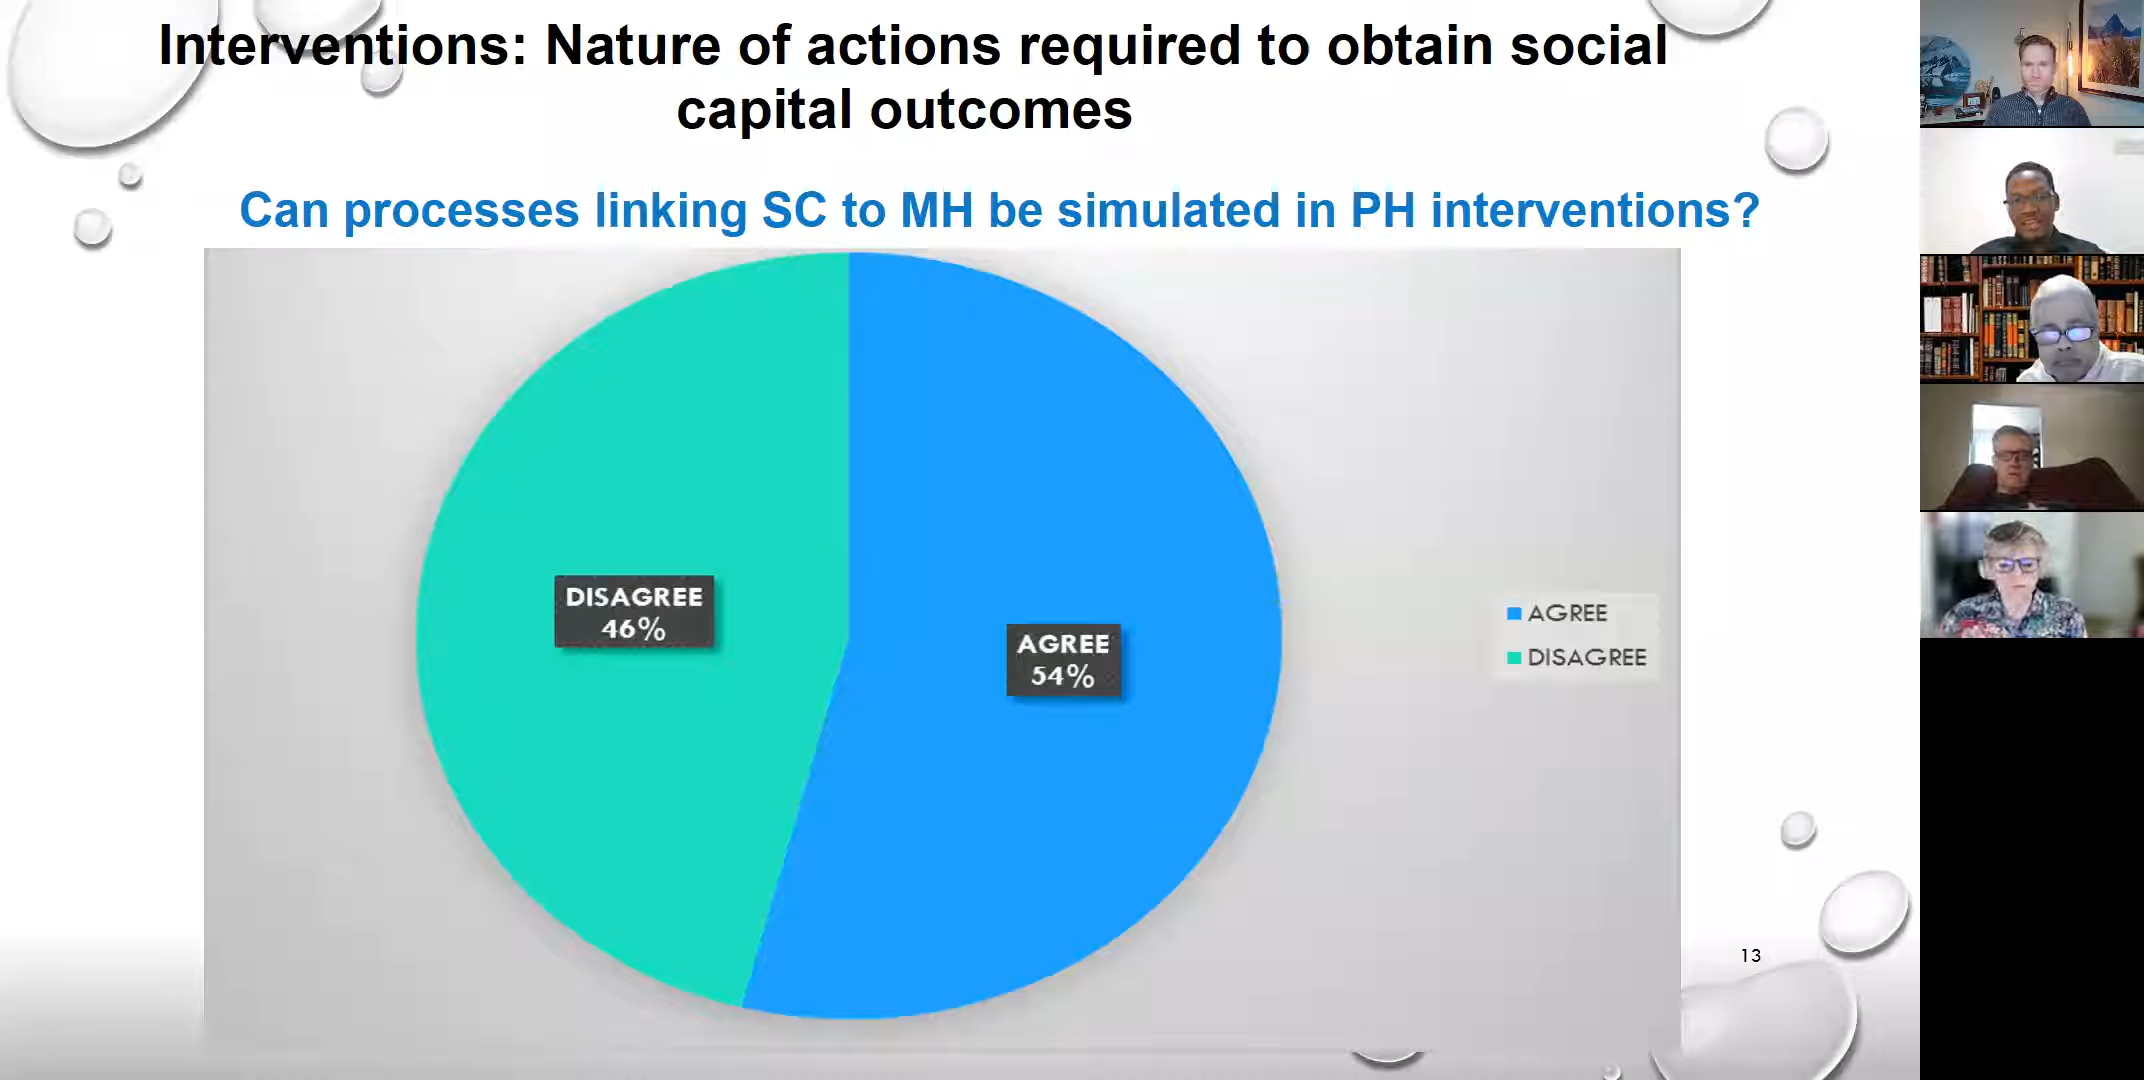 Interventions: Nature of actions required to obtain social
capital outcomes
Can processes linking SC to MH be simulated in PH interventions?
DISAGREE
46%
AGREE
54%
AGREE
DISAGREE
13